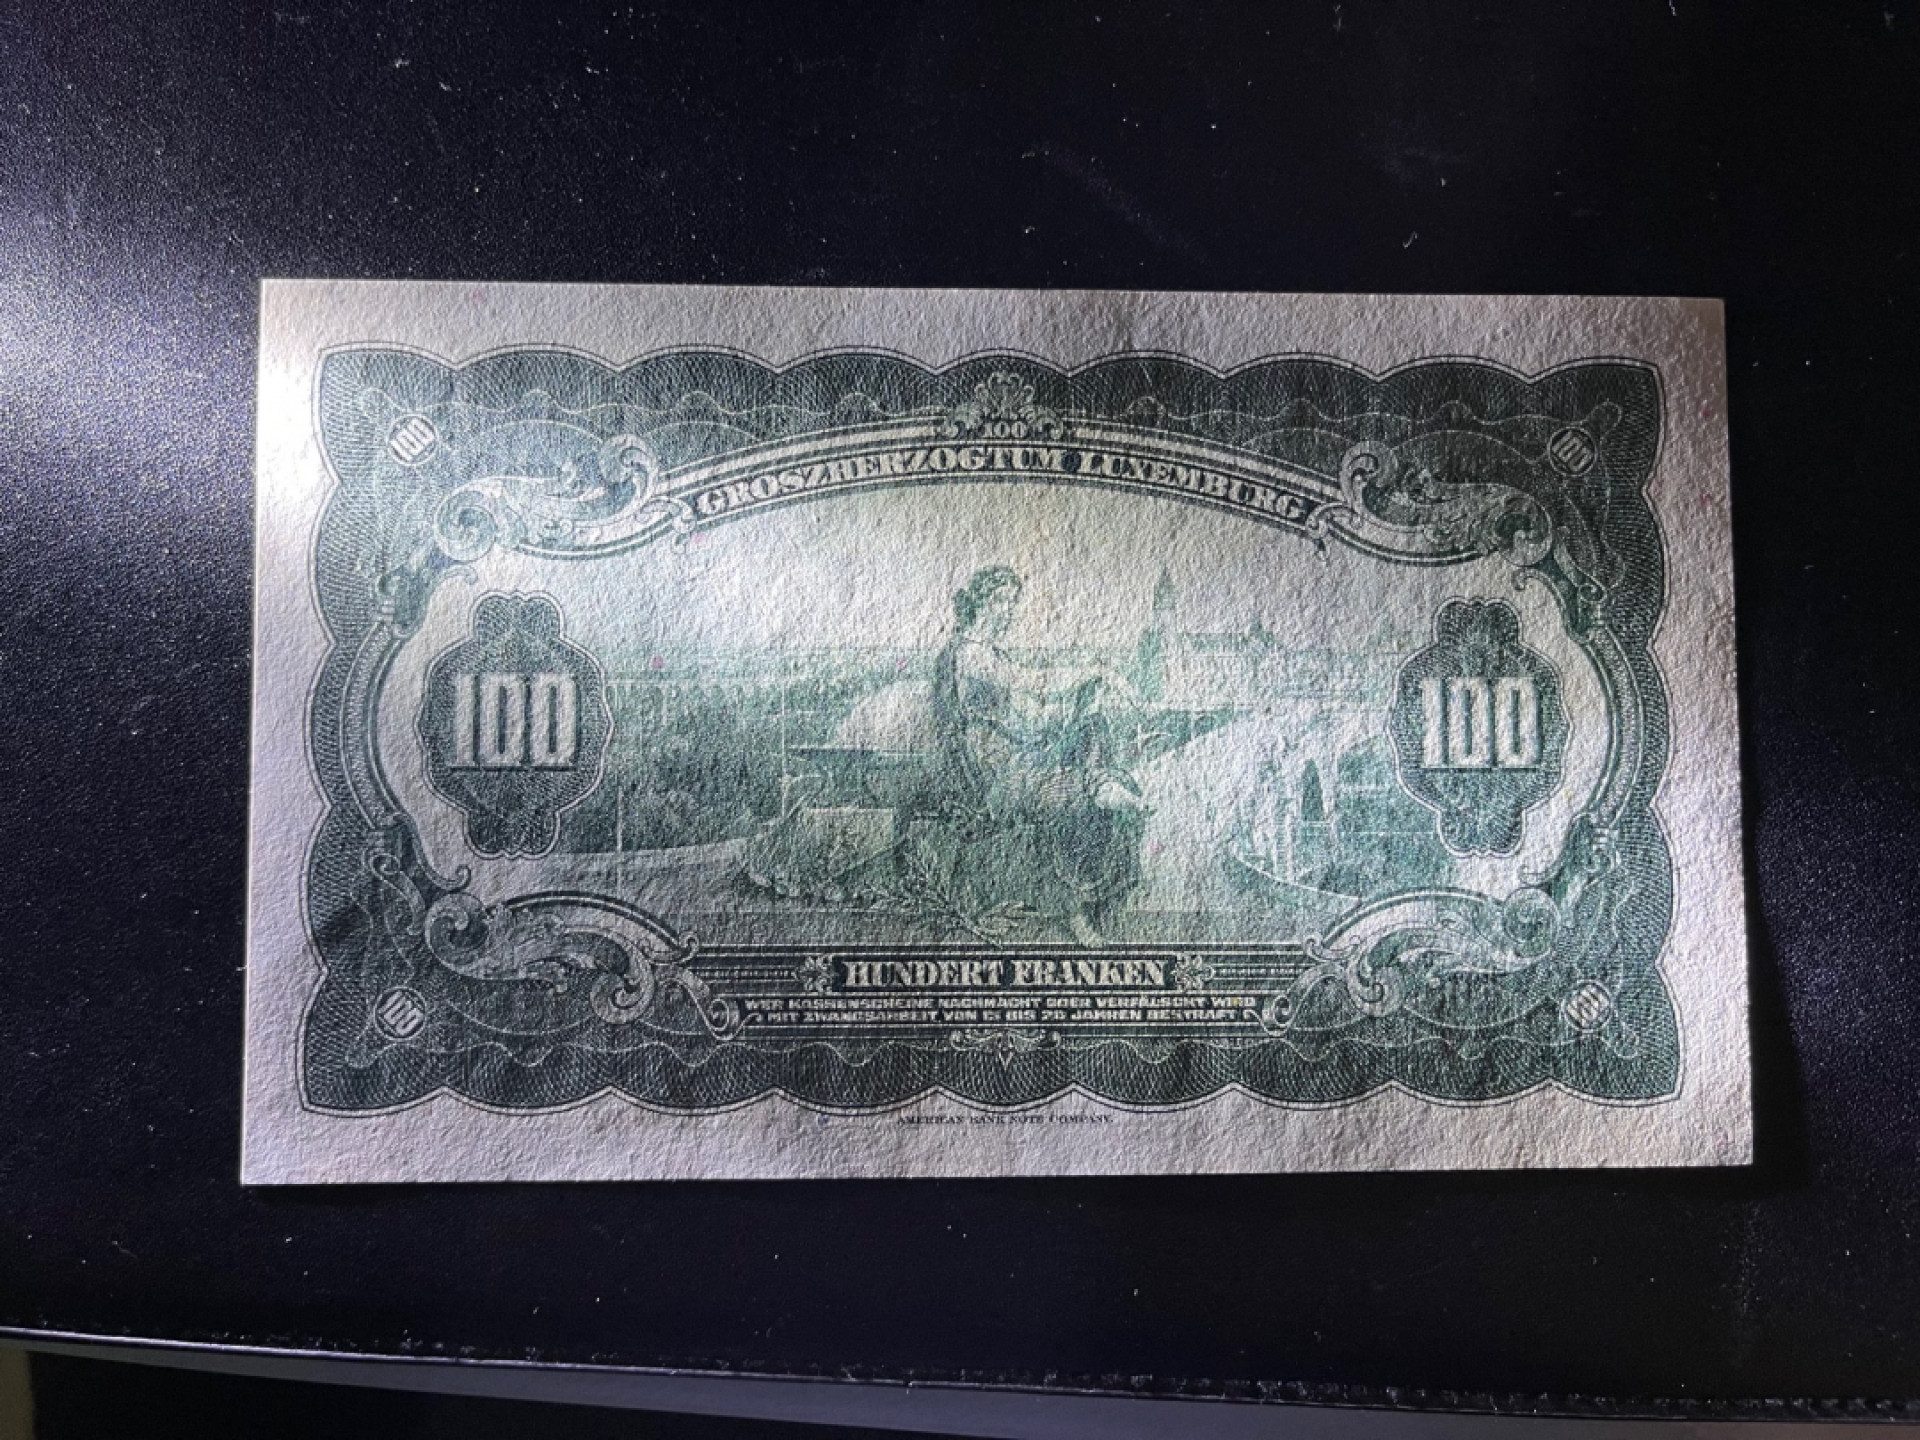 100
100 100
GROSZHERZOGTUM LUXEMBURG
100 100
HUNDERT FRANKEN
WER KASSENSCHEINE NACHMACHT ODER VERFÄLSCHT WIRD
MIT ZWANGSARBEIT VON 15 BIS 20 JAHREN BESTRAFT
100 100
AMERICAN BANK NOTE COMPANY.